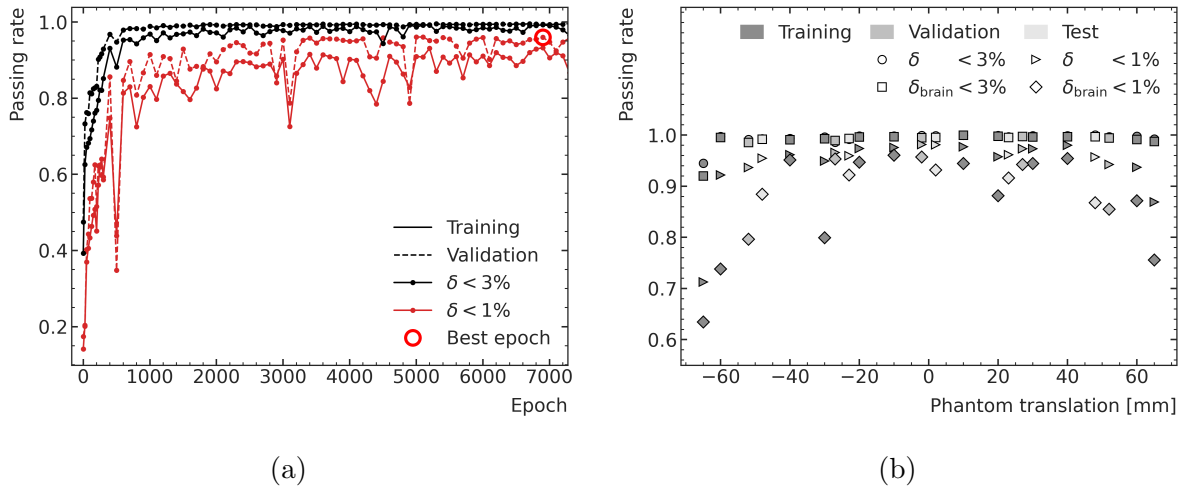 Passing rate
1.0
0.8
0.6
0.4
0.2
0
1000
2000
3000
4000
5000
6000
7000
Epoch
Training
Validation
δ < 3%
δ < 1%
Best epoch
(a)
Passing rate
1.0
0.9
0.8
0.7
0.6
−60
−40
−20
0
20
40
60
Phantom translation [mm]
Training Validation Test
δ < 3% δ < 1%
δbrain < 3% δbrain < 1%
(b)